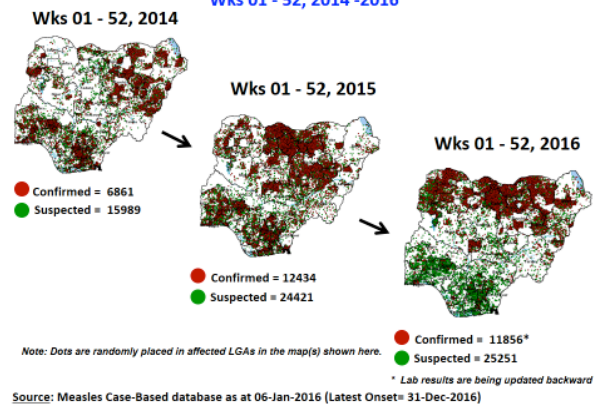 Wks 01 - 52, 2014 -2016
Wks 01 - 52, 2014
Confirmed = 6861
Suspected = 15989
Wks 01 - 52, 2015
Confirmed = 12434
Suspected = 24421
Wks 01 - 52, 2016
Confirmed = 11856*
Suspected = 25251
* Lab results are being updated backward
Note: Dots are randomly placed in affected LGAs in the map(s) shown here.
Source: Measles Case-Based database as at 06-Jan-2016 (Latest Onset= 31-Dec-2016)